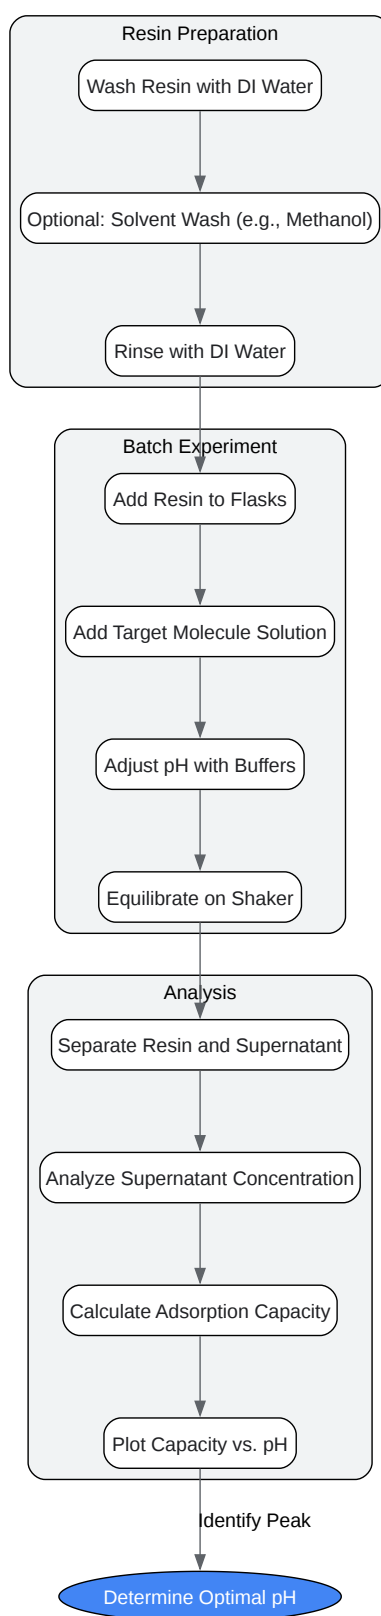 Resin Preparation
Wash Resin with DI Water
Optional: Solvent Wash (e.g., Methanol)
Rinse with DI Water
Batch Experiment
Add Resin to Flasks
Add Target Molecule Solution
Adjust pH with Buffers
Equilibrate on Shaker
Analysis
Separate Resin and Supernatant
Analyze Supernatant Concentration
Calculate Adsorption Capacity
Plot Capacity vs. pH
Identify Peak
Determine Optimal pH